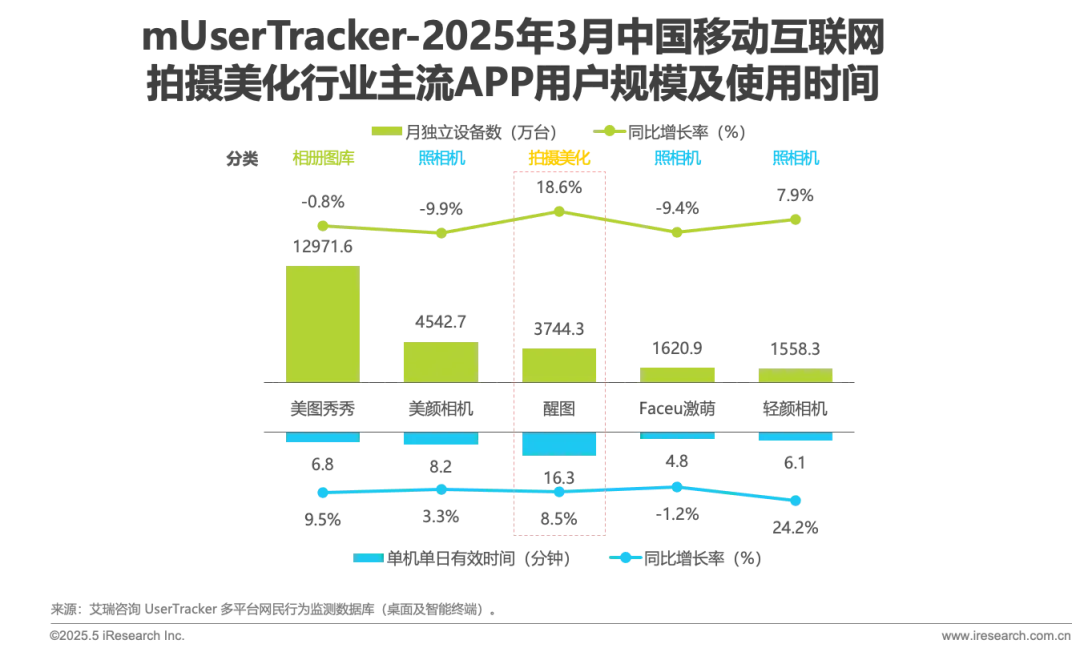 mUserTracker-2025年3月中国移动互联网
拍摄美化行业主流APP用户规模及使用时间
月独立设备数（万台） 同比增长率（%）
分类 相册图库 照相机 拍摄美化 照相机 照相机
-0.8% -9.9% 18.6% -9.4% 7.9%
12971.6 4542.7 3744.3 1620.9 1558.3
美图秀秀 美颜相机 醒图 Faceu激萌 轻颜相机
6.8 8.2 16.3 4.8 6.1
9.5% 3.3% 8.5% -1.2% 24.2%
单机单日有效时间（分钟） 同比增长率（%）
来源：艾瑞咨询 UserTracker 多平台网民行为监测数据库（桌面及智能终端）。
©2025.5 iResearch Inc. www.iresearch.com.cn